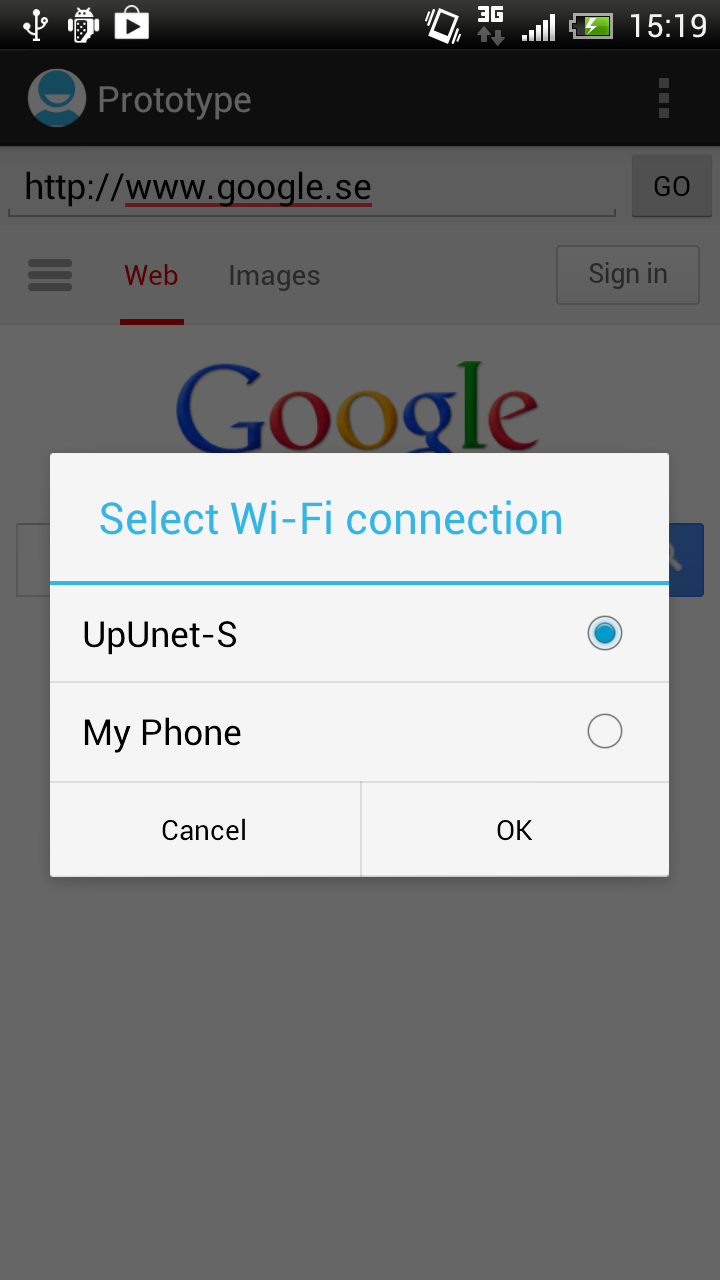 3G 15:19
Prototype
http://www.google.se GO
Web Images Sign in
Google
Select Wi-Fi connection
UpUnet-S
My Phone
Cancel OK